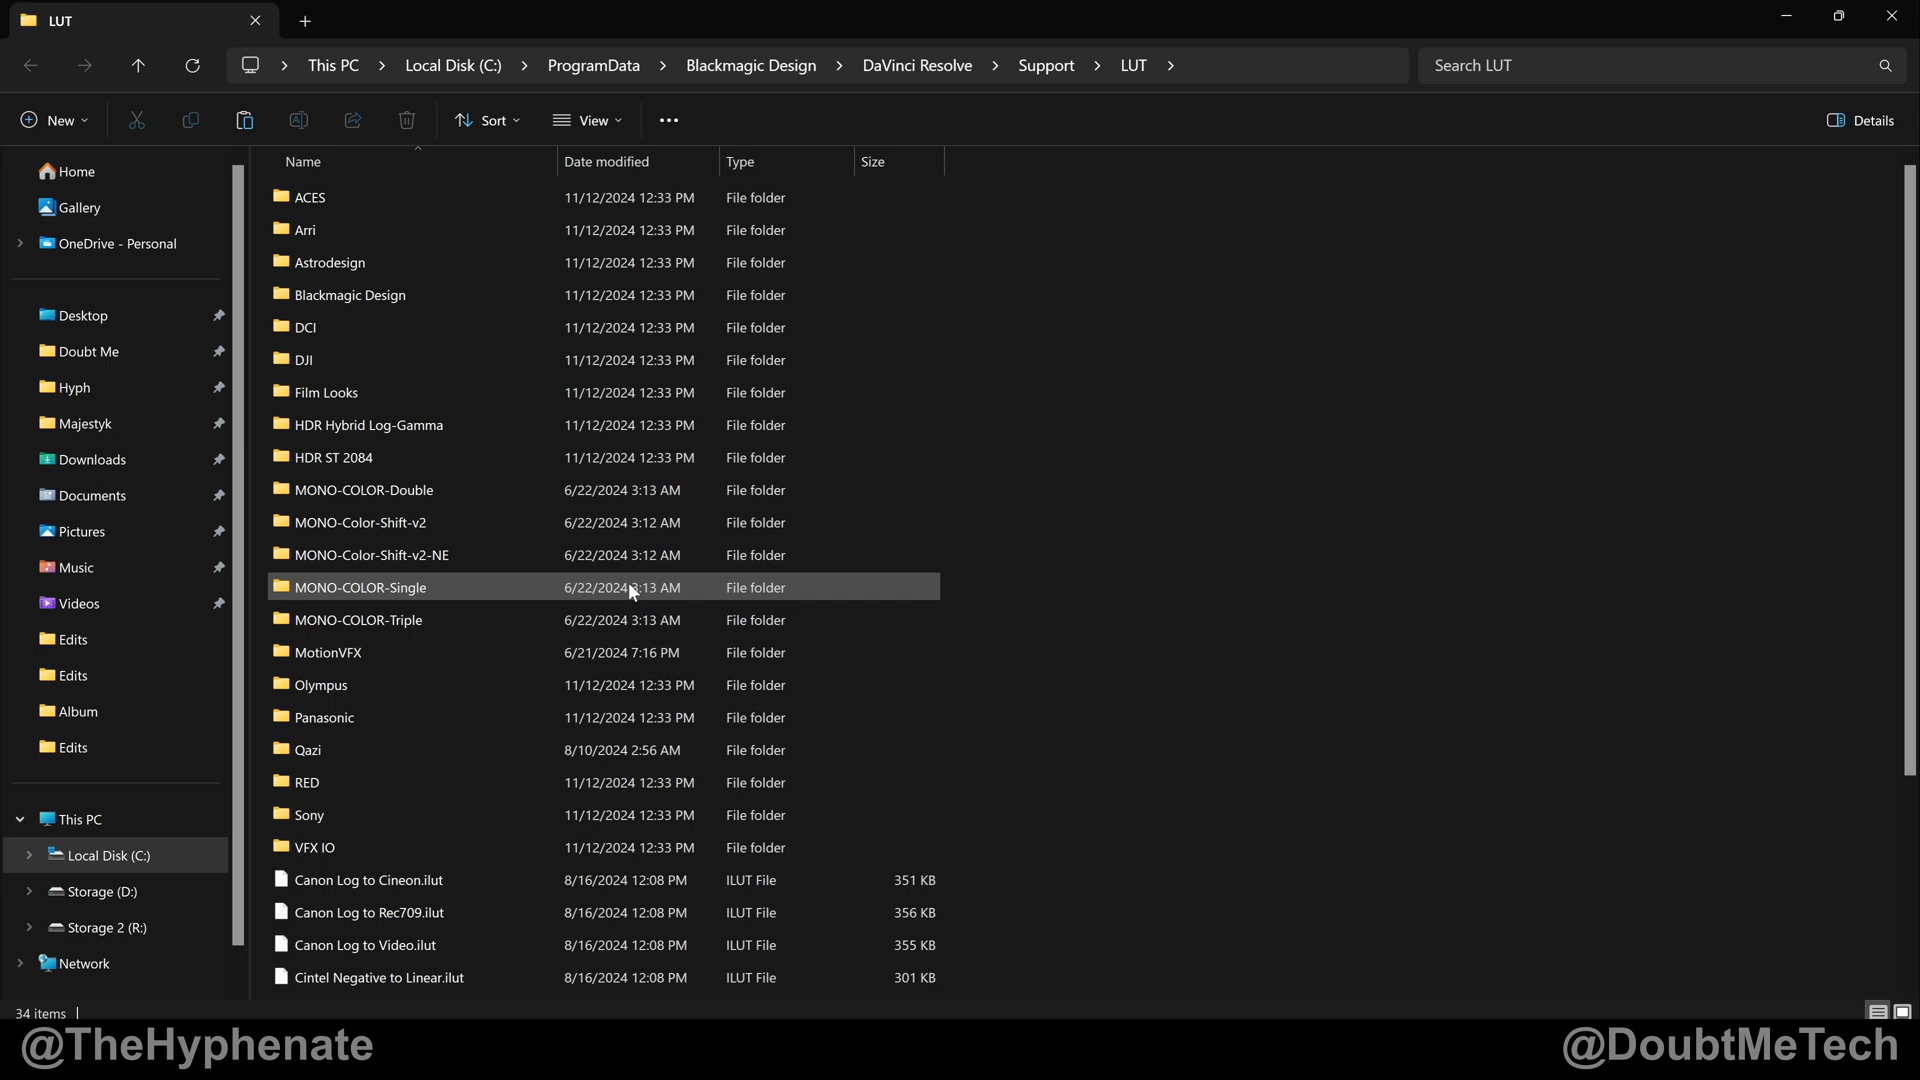 LUT
This PC > Local Disk (C:) > ProgramData > Blackmagic Design > DaVinci Resolve > Support > LUT >
Search LUT
New
Sort
View
Details
Home
Gallery
OneDrive - Personal
Desktop
Doubt Me
Hyph
Majestyk
Downloads
Documents
Pictures
Music
Videos
Edits
Edits
Album
Edits
This PC
Local Disk (C:)
Storage (D:)
Storage 2 (R:)
Network
Name Date modified Type Size
ACES 11/12/2024 12:33 PM File folder
Arri 11/12/2024 12:33 PM File folder
Astrodesign 11/12/2024 12:33 PM File folder
Blackmagic Design 11/12/2024 12:33 PM File folder
DCI 11/12/2024 12:33 PM File folder
DJI 11/12/2024 12:33 PM File folder
Film Looks 11/12/2024 12:33 PM File folder
HDR Hybrid Log-Gamma 11/12/2024 12:33 PM File folder
HDR ST 2084 11/12/2024 12:33 PM File folder
MONO-COLOR-Double 6/22/2024 3:13 AM File folder
MONO-Color-Shift-v2 6/22/2024 3:12 AM File folder
MONO-Color-Shift-v2-NE 6/22/2024 3:12 AM File folder
MONO-COLOR-Single 6/22/2024 3:13 AM File folder
MONO-COLOR-Triple 6/22/2024 3:13 AM File folder
MotionVFX 6/21/2024 7:16 PM File folder
Olympus 11/12/2024 12:33 PM File folder
Panasonic 11/12/2024 12:33 PM File folder
Qazi 8/10/2024 2:56 AM File folder
RED 11/12/2024 12:33 PM File folder
Sony 11/12/2024 12:33 PM File folder
VFX IO 11/12/2024 12:33 PM File folder
Canon Log to Cineon.ilut 8/16/2024 12:08 PM ILUT File 351 KB
Canon Log to Rec709.ilut 8/16/2024 12:08 PM ILUT File 356 KB
Canon Log to Video.ilut 8/16/2024 12:08 PM ILUT File 355 KB
Cintel Negative to Linear.ilut 8/16/2024 12:08 PM ILUT File 301 KB
34 items
@TheHyphenate
@DoubtMeTech